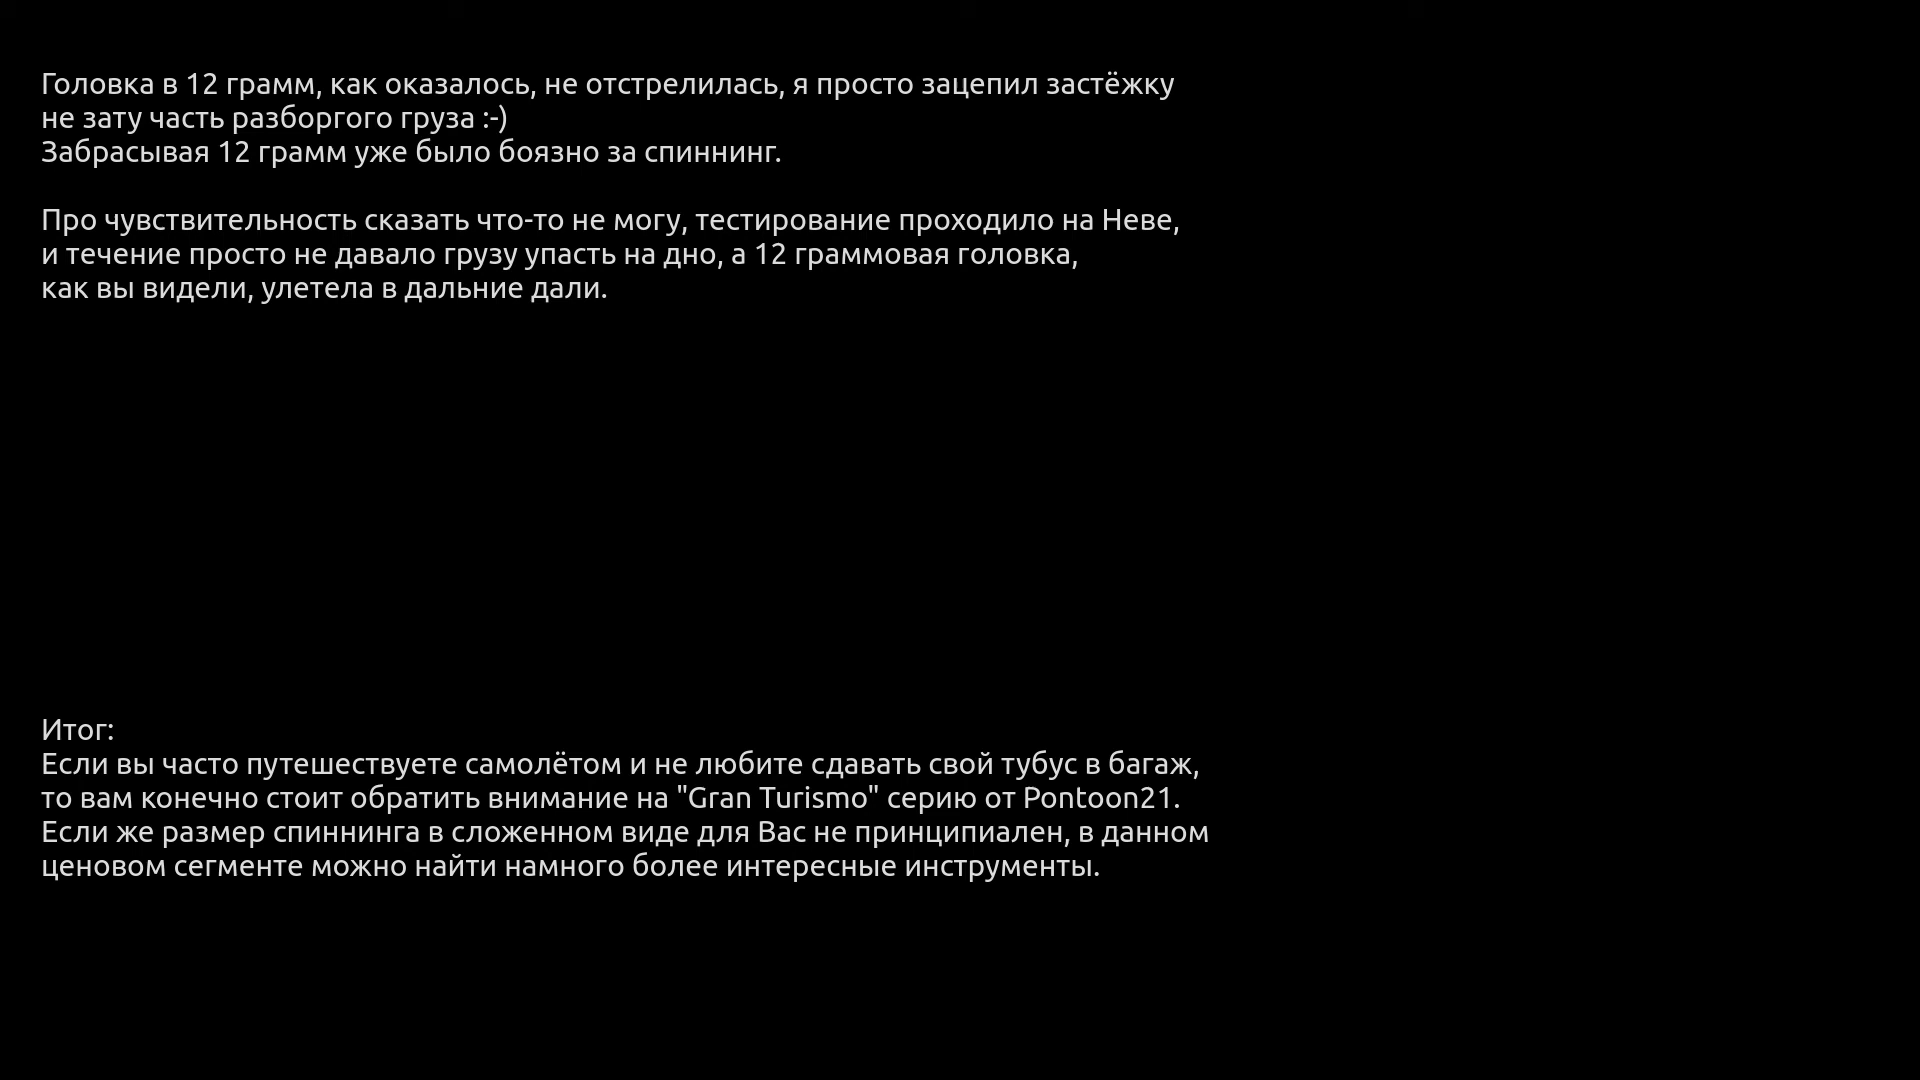 Головка в 12 грамм, как оказалось, не отстрелилась, я просто зацепил застёжку
не зату часть разборгого груза :-)
Забрасывая 12 грамм уже было боязно за спиннинг.
Про чувствительность сказать что-то не могу, тестирование проходило на Неве,
и течение просто не давало грузу упасть на дно, а 12 граммовая головка,
как вы видели, улетела в дальние дали.
Итог:
Если вы часто путешествуете самолётом и не любите сдавать свой тубус в багаж,
то вам конечно стоит обратить внимание на "Gran Turismo" серию от Pontoon21.
Если же размер спиннинга в сложенном виде для Вас не принципиален, в данном
ценовом сегменте можно найти намного более интересные инструменты.